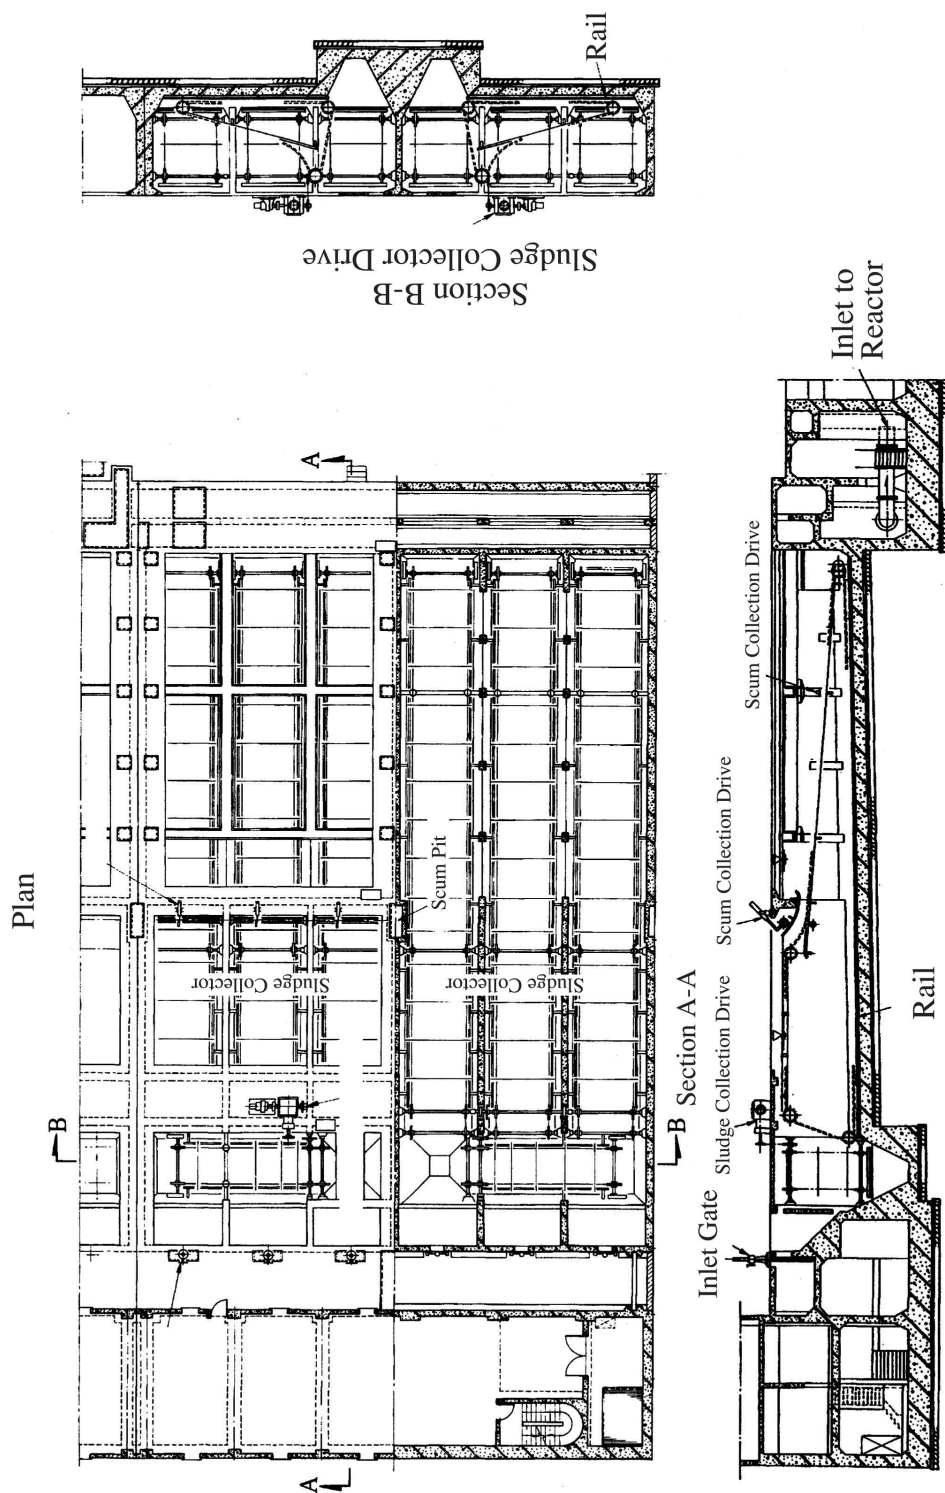 Plan
A
A
B
B
Scum Pit
Sludge Collector
Sludge Collector
Section B-B
Sludge Collector Drive
Rail
Section A-A
Inlet Gate
Sludge Collection Drive
Scum Collection Drive
Scum Collection Drive
Inlet to
Reactor
Rail